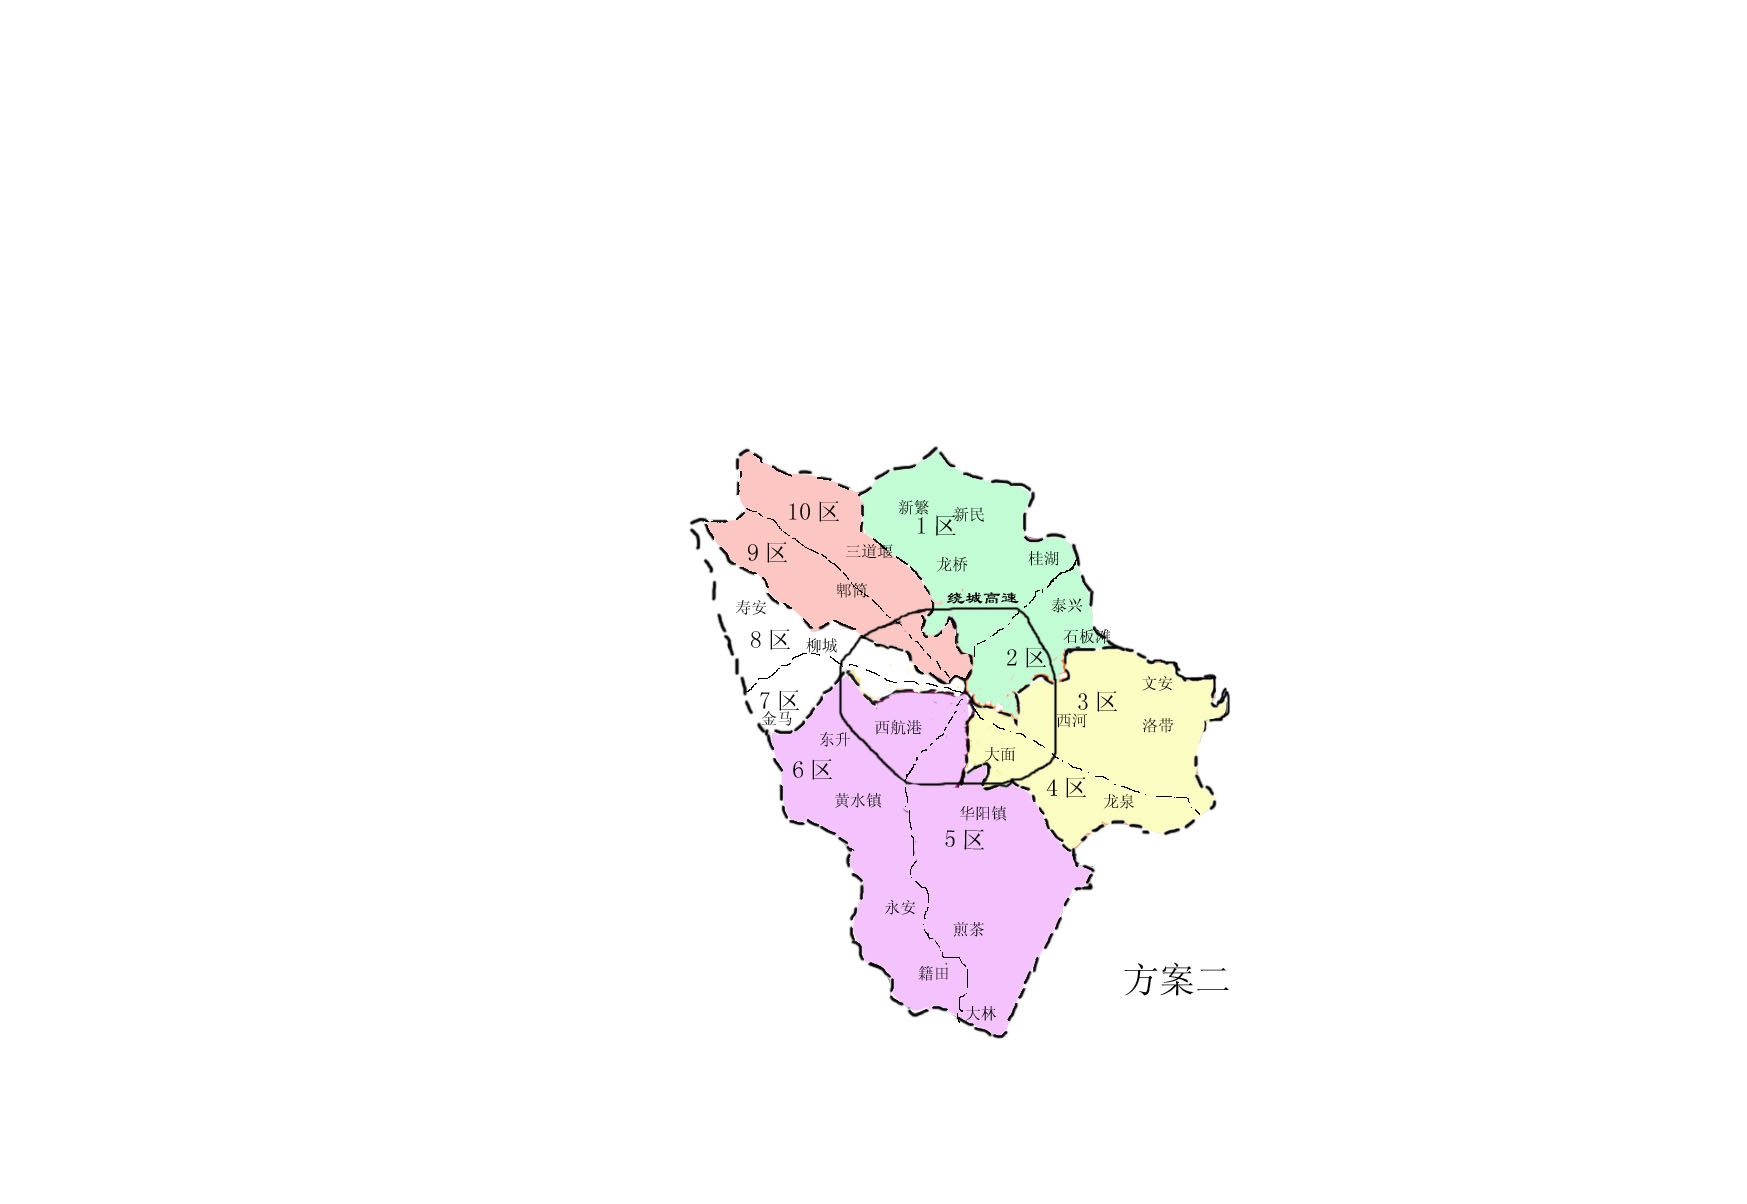 10 区
新繁
新民
1 区
9 区
三道堰
龙桥
桂湖
郫筒
绕城高速
寿安
泰兴
8 区
柳城
石板滩
2 区
文安
7 区
3 区
金马
西河
洛带
西航港
东升
大面
6 区
4 区
黄水镇
龙泉
华阳镇
5 区
永安
煎茶
籍田
方案二
大林